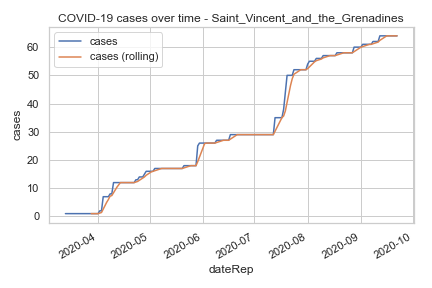 COVID-19 cases over time - Saint_Vincent_and_the_Grenadines
cases
cases (rolling)
60
50
40
30
20
10
0
cases
2020-04
2020-05
2020-06
2020-07
2020-08
2020-09
2020-10
dateRep